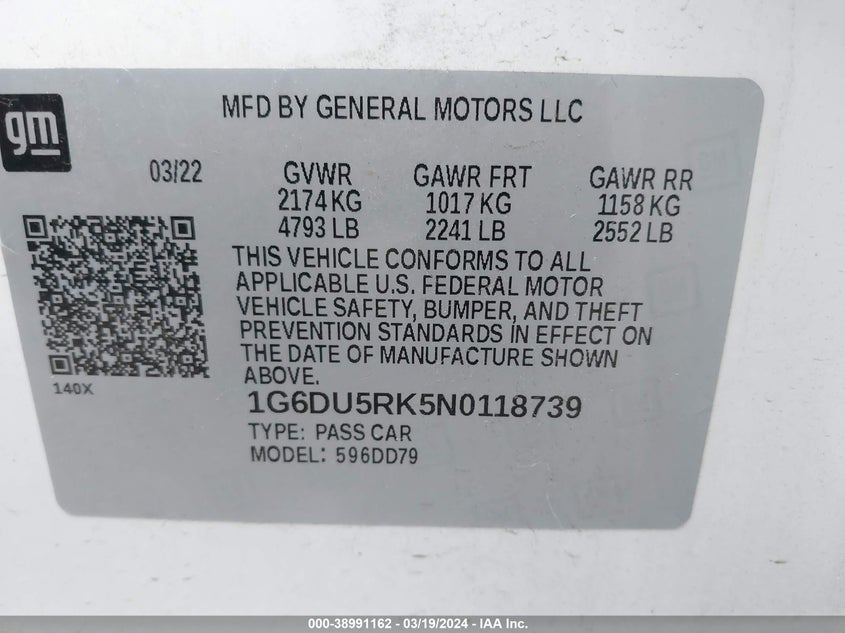 gm
MFD BY GENERAL MOTORS LLC
03/22 GVWR GAWR FRT GAWR RR
2174 KG 1017 KG 1158 KG
4793 LB 2241 LB 2552 LB
THIS VEHICLE CONFORMS TO ALL
APPLICABLE U.S. FEDERAL MOTOR
VEHICLE SAFETY, BUMPER, AND THEFT
PREVENTION STANDARDS IN EFFECT ON
THE DATE OF MANUFACTURE SHOWN
ABOVE.
140X
1G6DU5RK5N0118739
TYPE: PASS CAR
MODEL: 596DD79
000-38991162 - 03/19/2024 - IAA Inc.